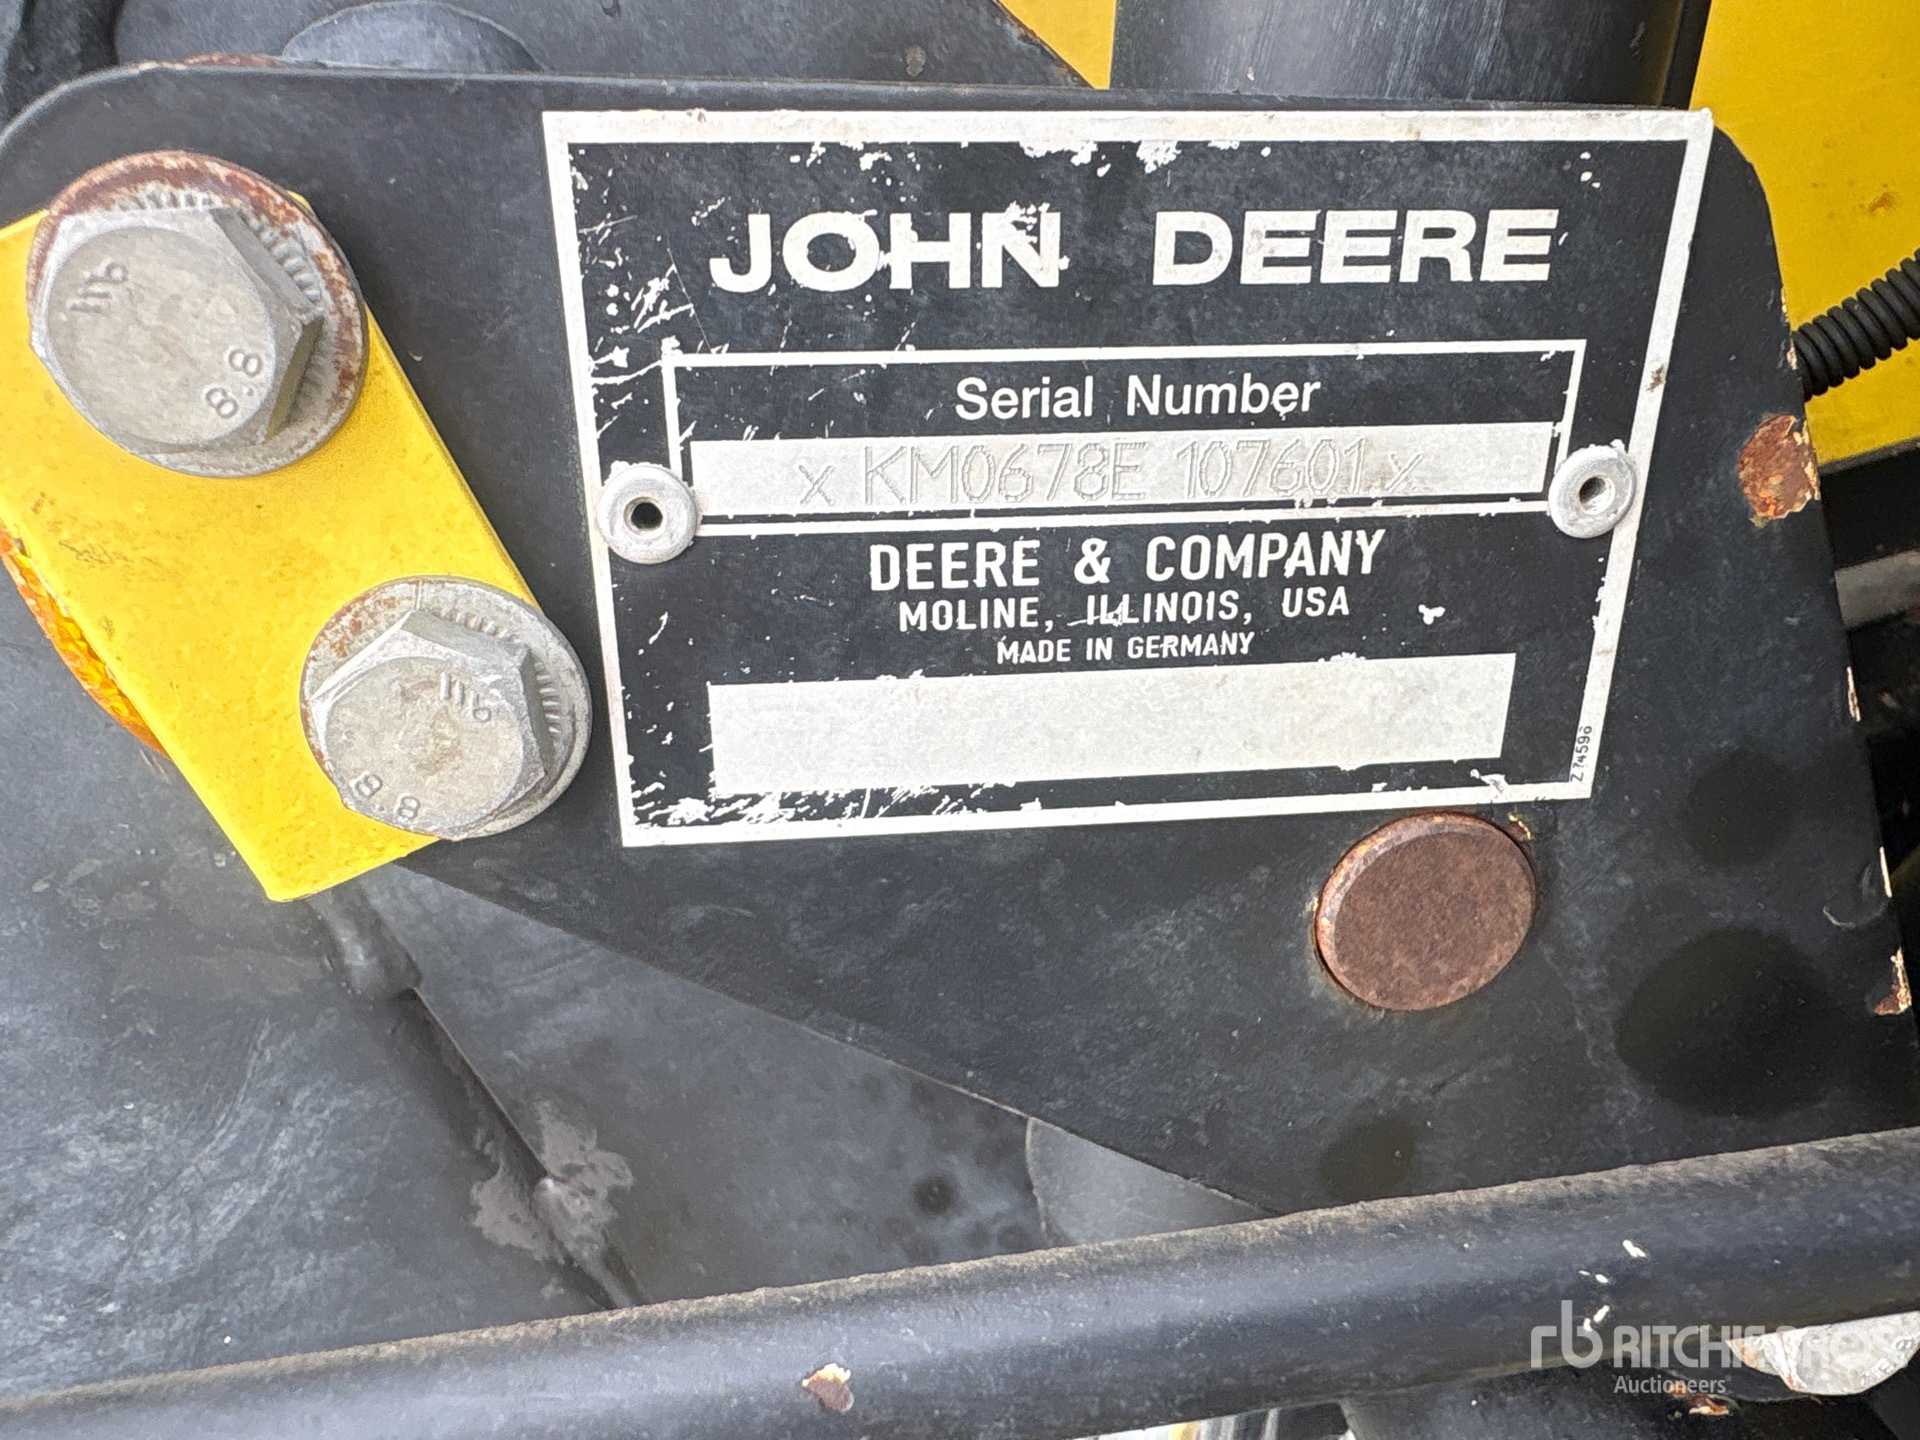 JOHN DEERE
Serial Number
x KM0678E 107601 x
DEERE & COMPANY
MOLINE, ILLINOIS, USA
MADE IN GERMANY
Z74596
8.8
8.8
rb RITCHIE BROS
Auctioneers